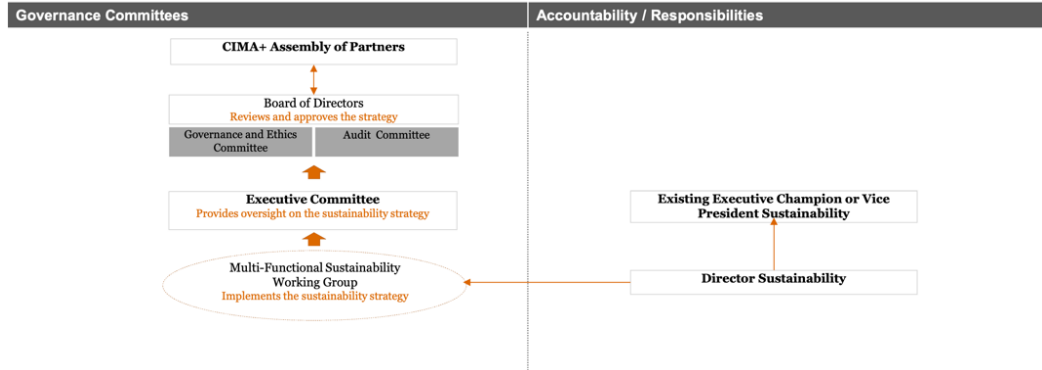 Governance Committees
Accountability / Responsibilities
CIMA+ Assembly of Partners
Board of Directors
Reviews and approves the strategy
Governance and Ethics
Committee
Audit Committee
Executive Committee
Provides oversight on the sustainability strategy
Existing Executive Champion or Vice
President Sustainability
Multi-Functional Sustainability
Working Group
Implements the sustainability strategy
Director Sustainability